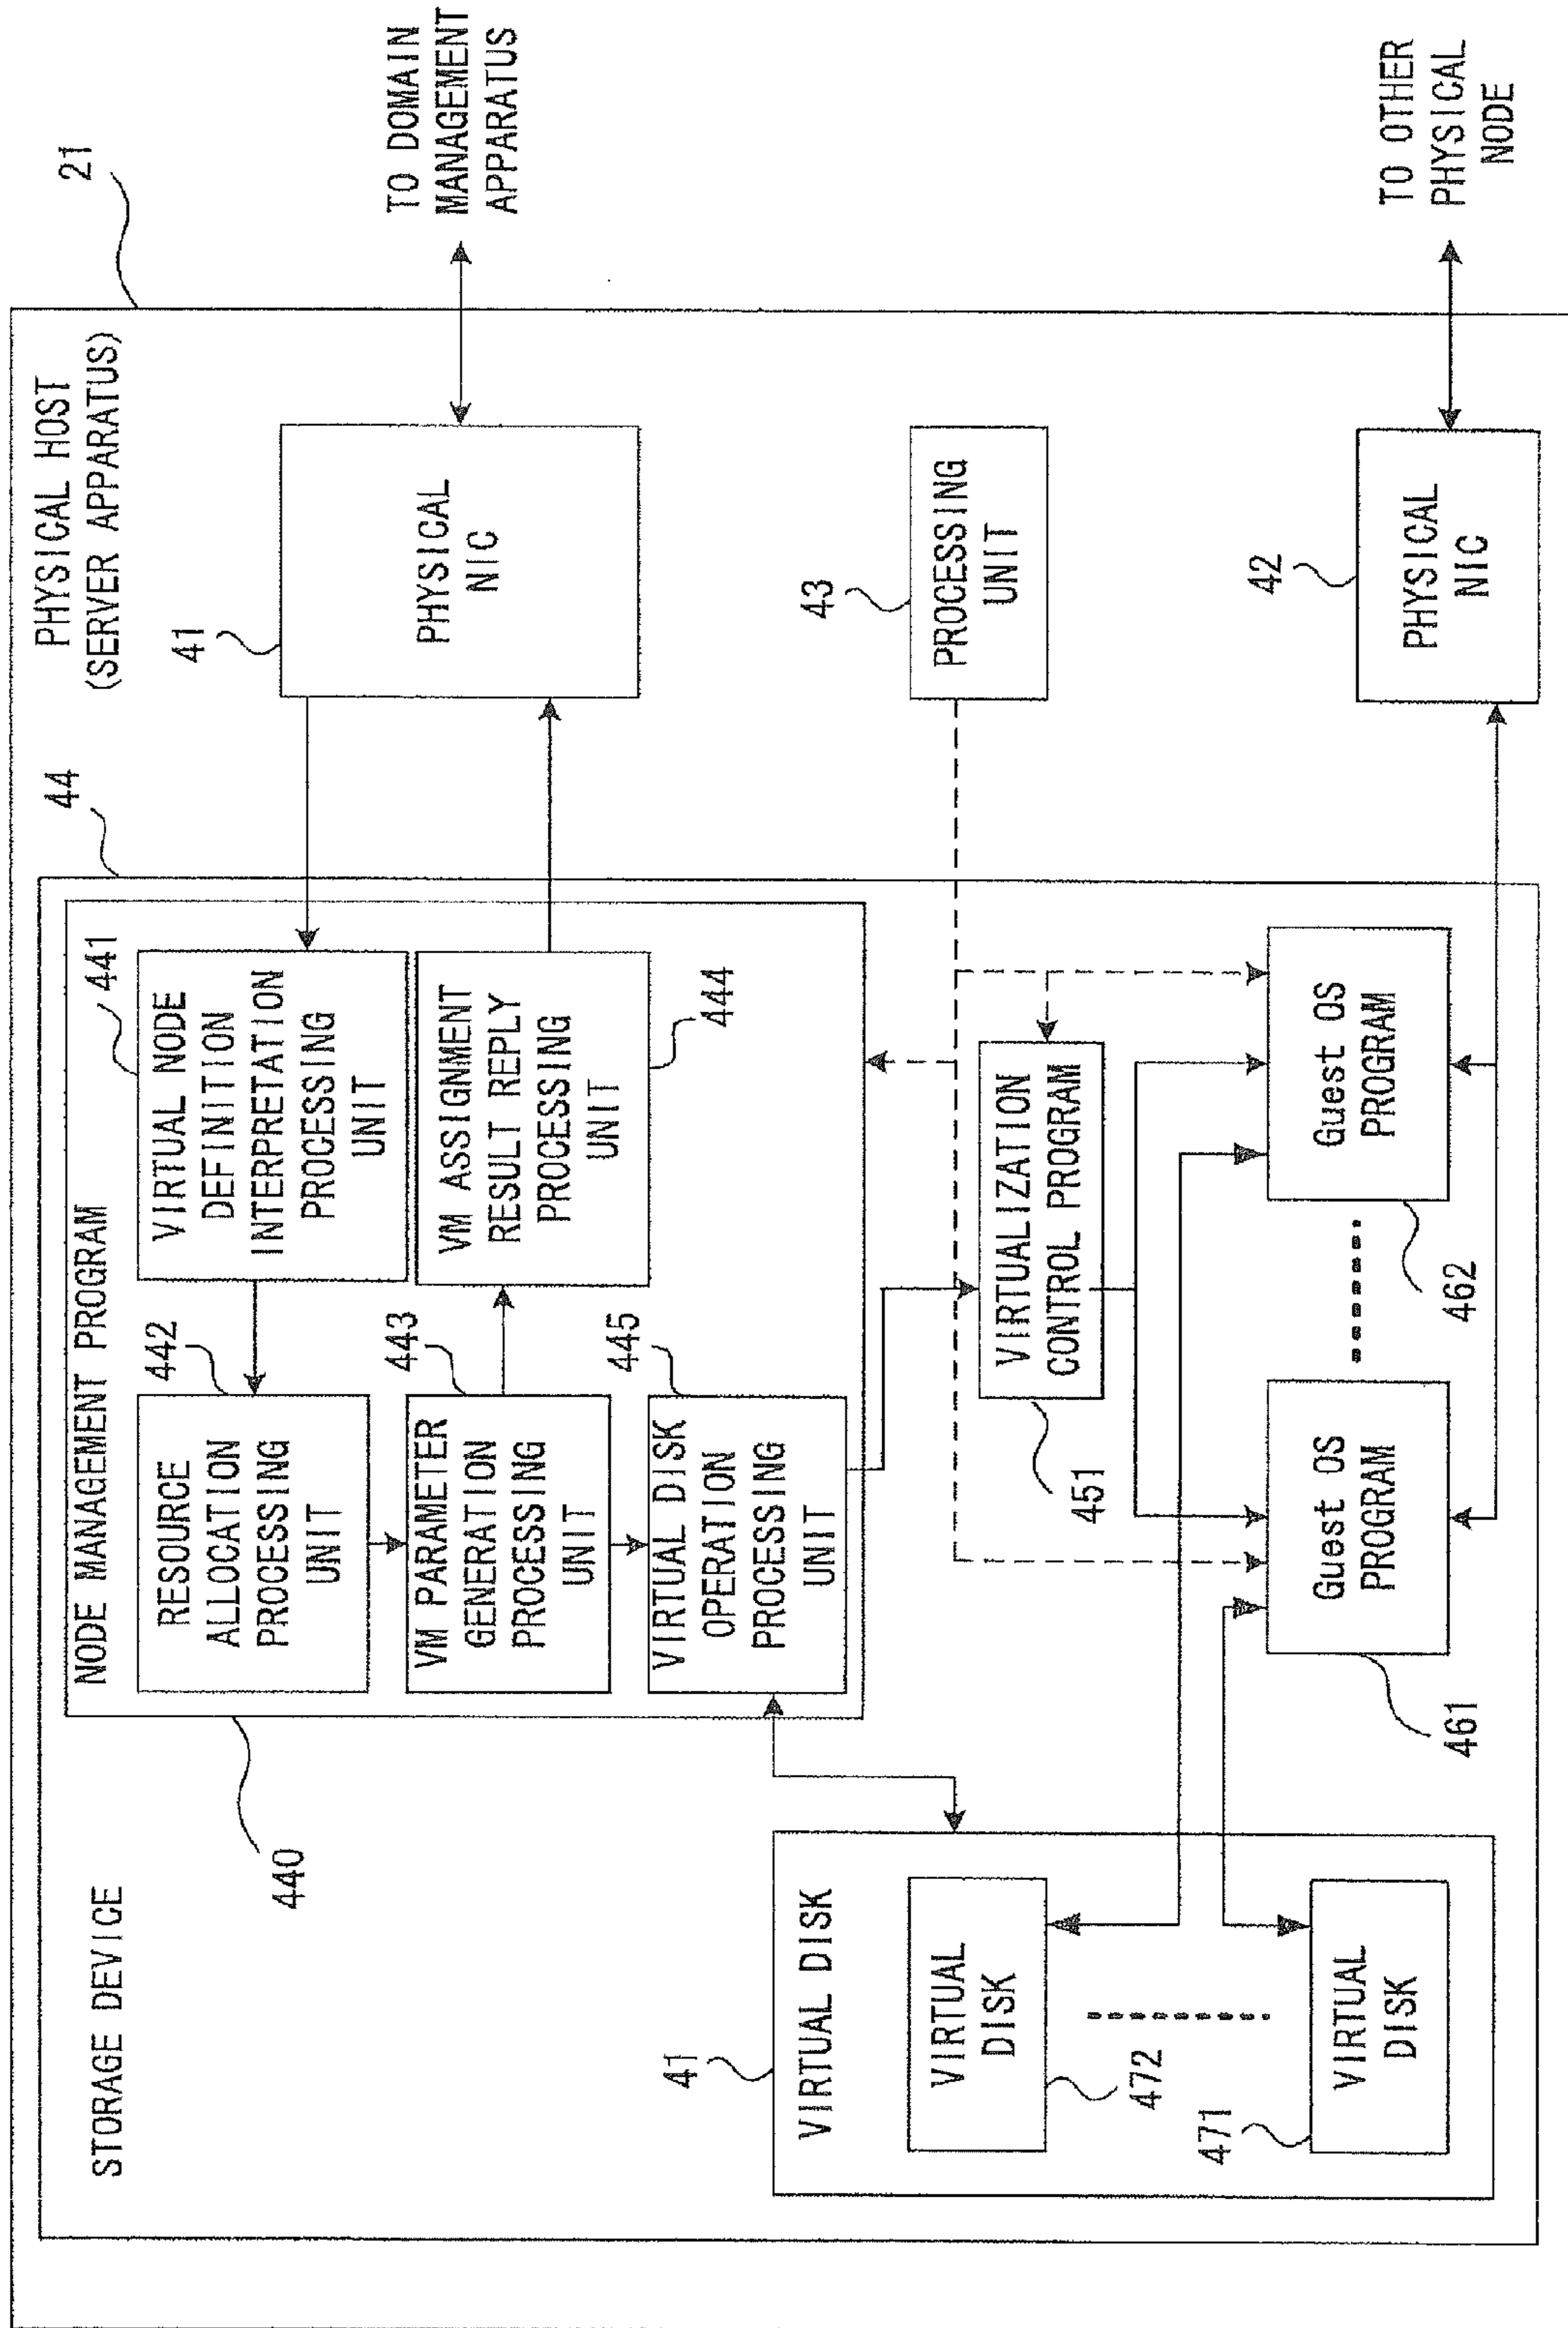 PHYSICAL HOST
(SERVER APPARATUS)
21
STORAGE DEVICE
44
NODE MANAGEMENT PROGRAM
440
441
VIRTUAL NODE
DEFINITION
INTERPRETATION
PROCESSING
UNIT
442
RESOURCE
ALLOCATION
PROCESSING
UNIT
443
VM PARAMETER
GENERATION
PROCESSING
UNIT
VM ASSIGNMENT
RESULT REPLY
PROCESSING
UNIT
444
445
VIRTUAL DISK
OPERATION
PROCESSING
UNIT
41
PHYSICAL
NIC
TO DOMAIN
MANAGEMENT
APPARATUS
43
PROCESSING
UNIT
42
PHYSICAL
NIC
TO OTHER
PHYSICAL
NODE
VIRTUALIZATION
CONTROL PROGRAM
451
41
VIRTUAL DISK
VIRTUAL
DISK
472
471
VIRTUAL
DISK
Guest OS
PROGRAM
461
Guest OS
PROGRAM
462